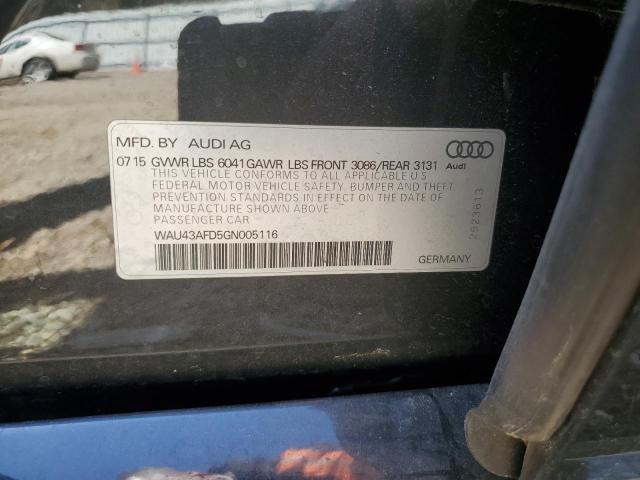 MFD. BY AUDI AG
07 15 GVWR LBS 6041 GAWR LBS FRONT 3086/REAR 3131
Audi
THIS VEHICLE CONFORMS TO ALL APPLICABLE U S
FEDERAL MOTOR VEHICLE SAFETY, BUMPER AND THEFT
PREVENTION STANDARDS IN EFFECT ON THE DATE OF
MANUFACTURE SHOWN ABOVE
PASSENGER CAR
WAU43AFD5GN005116
2923613
GERMANY